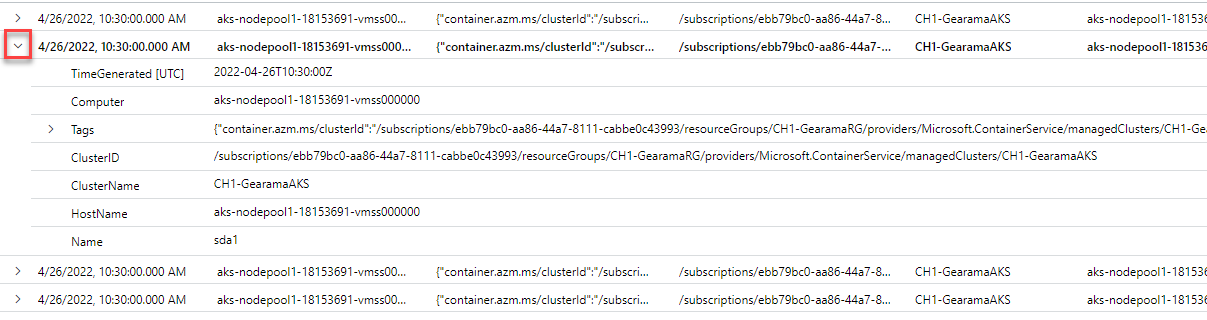 4/26/2022, 10:30:00.000 AM aks-nodepool1-18153691-vmss00... {"container.azm.ms/clusterId":"/subscri... /subscriptions/ebb79bc0-aa86-44a7-8... CH1-GearamaAKS aks-nodepool1-18153691
4/26/2022, 10:30:00.000 AM aks-nodepool1-18153691-vmss000... {"container.azm.ms/clusterId":"/subscr... /subscriptions/ebb79bc0-aa86-44a7-... CH1-GearamaAKS aks-nodepool1-1815369
TimeGenerated [UTC] 2022-04-26T10:30:00Z
Computer aks-nodepool1-18153691-vmss000000
Tags {"container.azm.ms/clusterId":"/subscriptions/ebb79bc0-aa86-44a7-8111-cabbe0c43993/resourceGroups/CH1-GearamaRG/providers/Microsoft.ContainerService/managedClusters/CH1-Gea
ClusterID /subscriptions/ebb79bc0-aa86-44a7-8111-cabbe0c43993/resourceGroups/CH1-GearamaRG/providers/Microsoft.ContainerService/managedClusters/CH1-GearamaAKS
ClusterName CH1-GearamaAKS
HostName aks-nodepool1-18153691-vmss000000
Name sda1
4/26/2022, 10:30:00.000 AM aks-nodepool1-18153691-vmss00... {"container.azm.ms/clusterId":"/subscri... /subscriptions/ebb79bc0-aa86-44a7-8... CH1-GearamaAKS aks-nodepool1-18153691
4/26/2022, 10:30:00.000 AM aks-nodepool1-18153691-vmss00... {"container.azm.ms/clusterId":"/subscri... /subscriptions/ebb79bc0-aa86-44a7-8... CH1-GearamaAKS aks-nodepool1-18153691